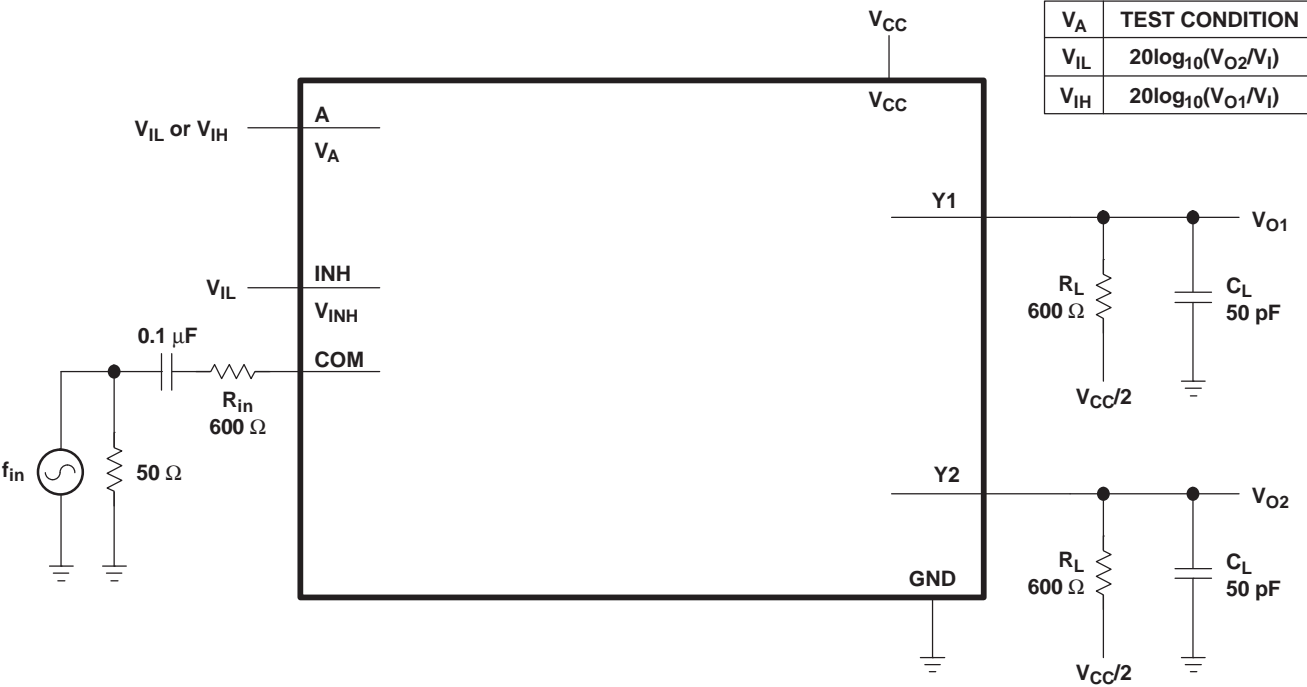 V_CC
V_A TEST CONDITION
V_IL 20log_10(V_O2/V_I)
V_IH 20log_10(V_O1/V_I)
V_CC
V_IL or V_IH
A
V_A
Y1
V_O1
V_IL
INH
V_INH
R_L
600 Ω
C_L
50 pF
0.1 μF
COM
R_in
600 Ω
V_CC/2
f_in
50 Ω
Y2
V_O2
R_L
600 Ω
C_L
50 pF
GND
V_CC/2